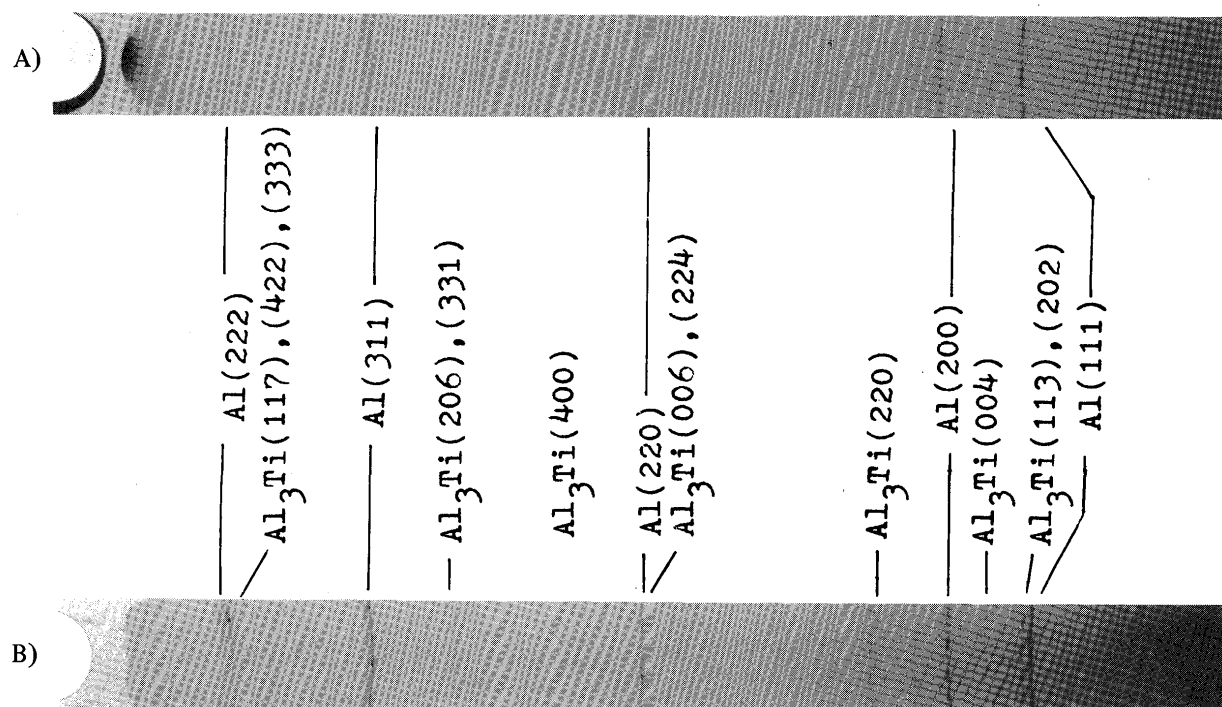 A)
Al(222)
Al₃Ti(117),(422),(333)
Al(311)
Al₃Ti(206),(331)
Al₃Ti(400)
Al(220)
Al₃Ti(006),(224)
Al₃Ti(220)
Al(200)
Al₃Ti(004)
Al₃Ti(113),(202)
Al(111)
B)